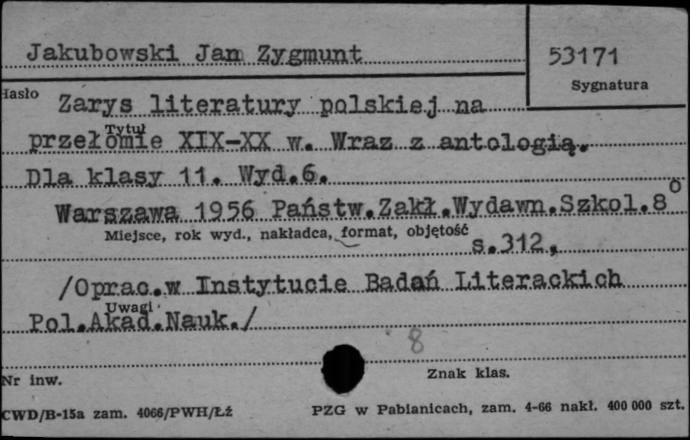 Jakubowski Jan Zygmunt
53171
Sygnatura
Hasło
Zarys literatury polskiej na
Tytuł
przełomie XIX-XX w. Wraz z antologią.
Dla klasy 11. Wyd.6.
Warszawa 1956 Państw.Zakł.Wydawn.Szkol.8°
Miejsce, rok wyd., nakładca, format, objętość
s.312,
/Oprac.w Instytucie Badań Literackich
Uwagi
Pol.Akad.Nauk./
8
Nr inw.
Znak klas.
CWD/B-15a zam. 4066/PWH/Łź
PZG w Pabianicach, zam. 4-66 nakł. 400 000 szt.